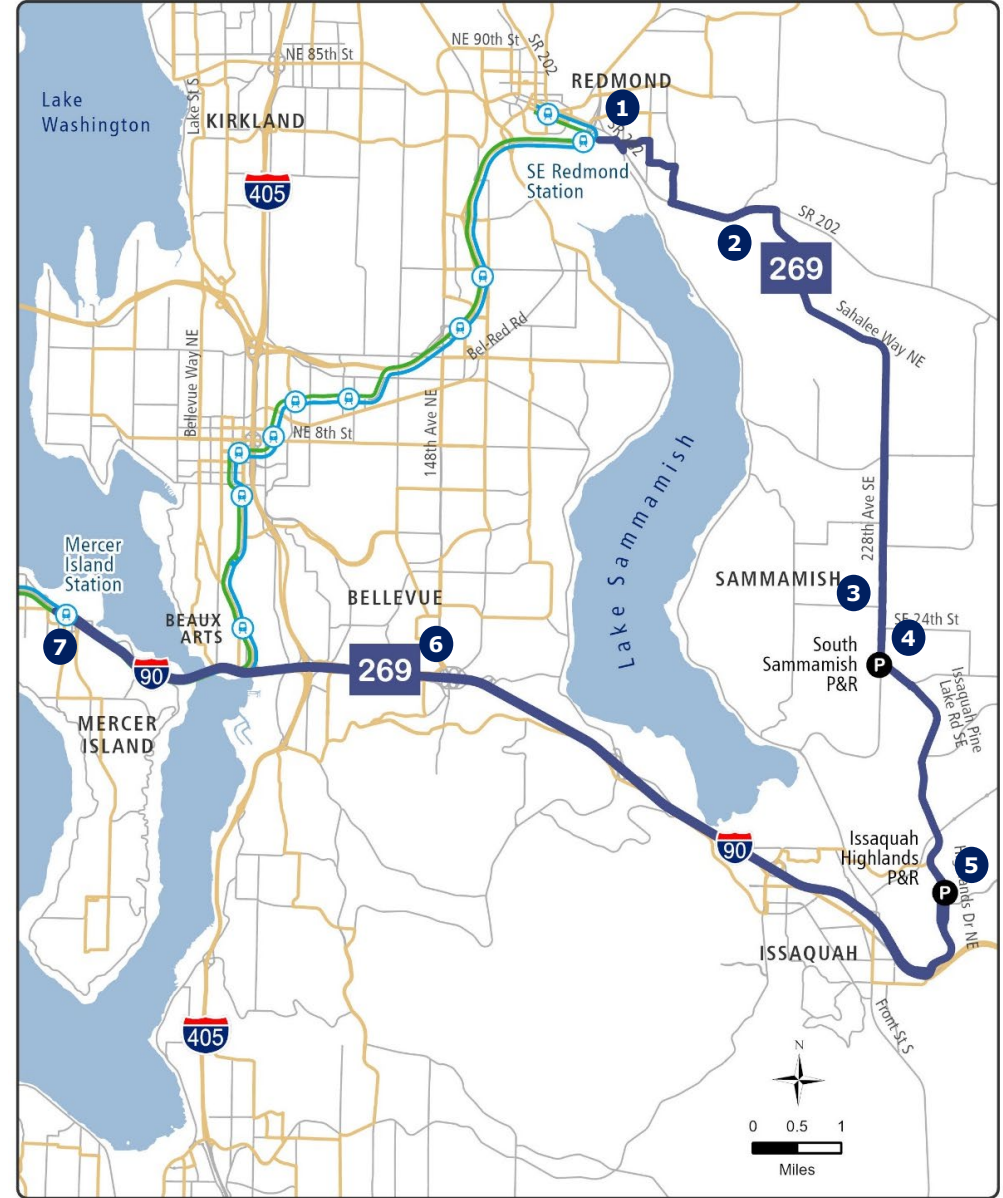 NE 90th St
SR 202
NE 85th St
REDMOND
Lake
Washington
Lake St S
KIRKLAND
1
SR 202
405
SE Redmond
Station
SR 202
2
269
Sahalee Way NE
Bel-Red Rd
Bellevue Way NE
148th Ave NE
NE 8th St
Lake Sammamish
228th Ave SE
Mercer
Island
Station
SAMMAMISH
3
BEAUX
ARTS
BELLEVUE
SE 24th St
4
6
7
South
Sammamish
P&R
P
269
90
Issaquah Pine
Lake Rd SE
MERCER
ISLAND
Issaquah
Highlands
P&R
90
5
P
Highlands Dr NE
ISSAQUAH
405
Front St S
N
0 0.5 1
Miles